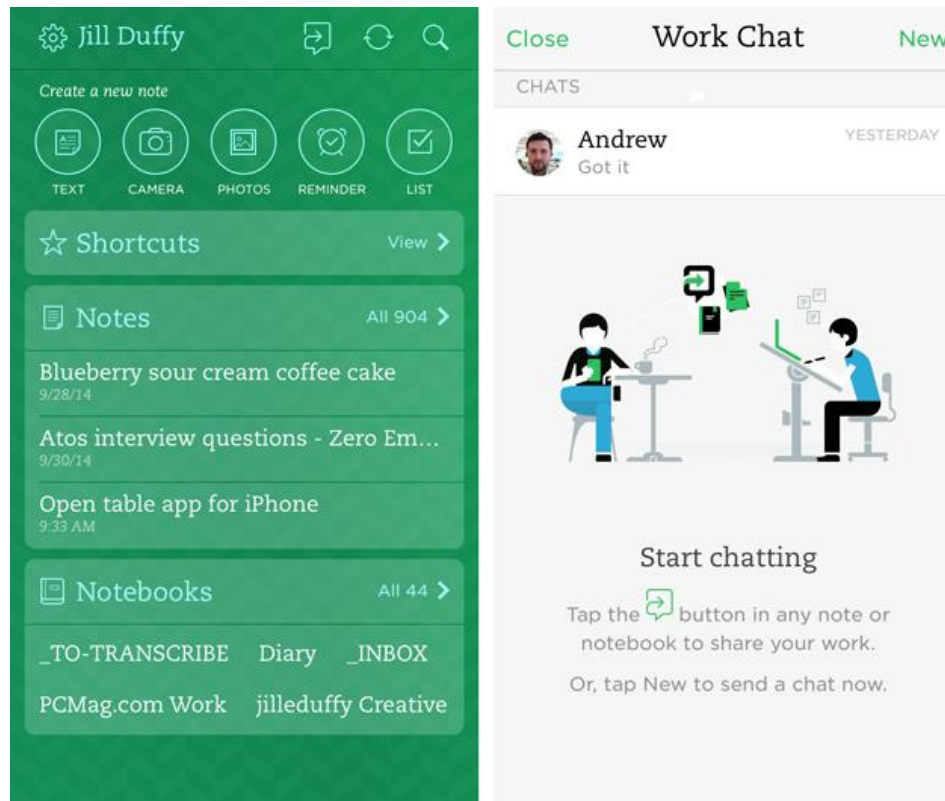 Jill Duffy
Create a new note
TEXT CAMERA PHOTOS REMINDER LIST
Shortcuts View
Notes All 904
Blueberry sour cream coffee cake
9/28/14
Atos interview questions - Zero Em...
9/30/14
Open table app for iPhone
9:33 AM
Notebooks All 44
_TO-TRANSCRIBE Diary _INBOX
PCMag.com Work jilleduffy Creative
Close Work Chat New
CHATS
Andrew YESTERDAY
Got it
Start chatting
Tap the button in any note or
notebook to share your work.
Or, tap New to send a chat now.